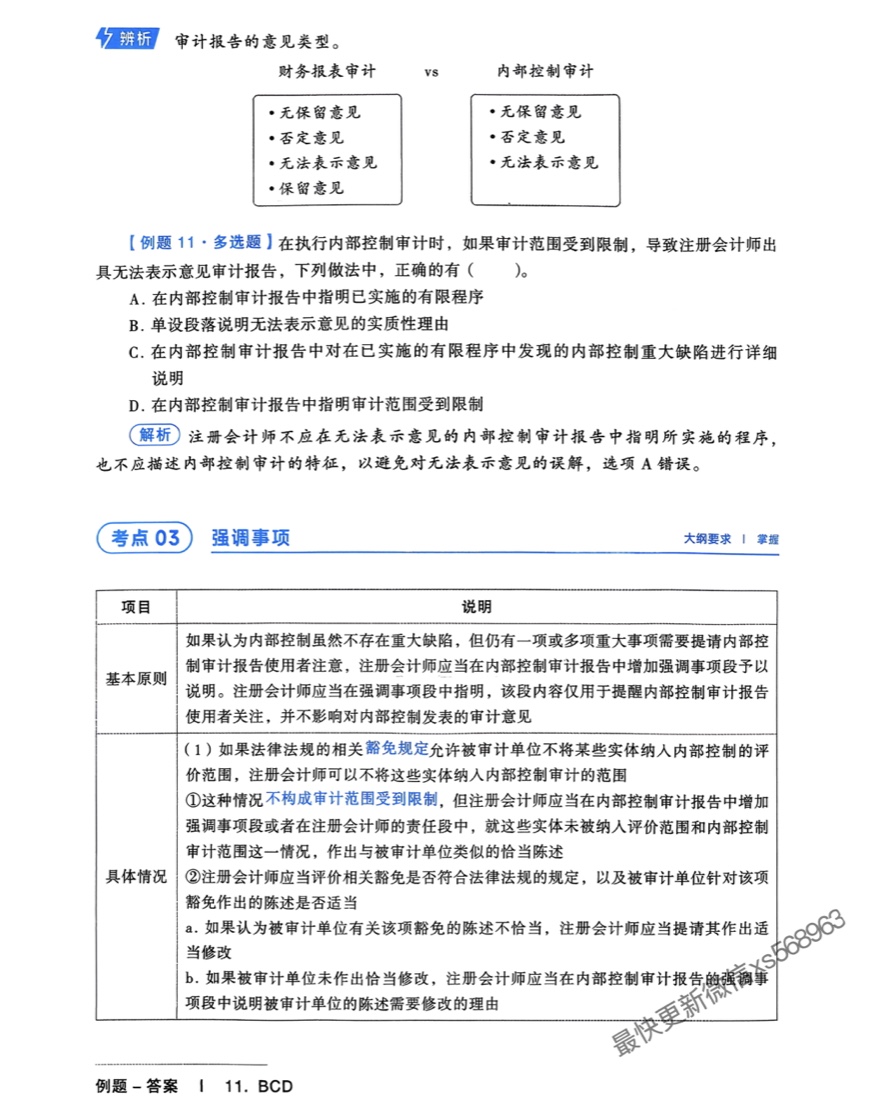 辨析 审计报告的意见类型。
财务报表审计 vs 内部控制审计
•无保留意见
•否定意见
•无法表示意见
•保留意见
•无保留意见
•否定意见
•无法表示意见
【例题 11·多选题】在执行内部控制审计时，如果审计范围受到限制，导致注册会计师出
具无法表示意见审计报告，下列做法中，正确的有（　　）。
A. 在内部控制审计报告中指明已实施的有限程序
B. 单设段落说明无法表示意见的实质性理由
C. 在内部控制审计报告中对在已实施的有限程序中发现的内部控制重大缺陷进行详细
说明
D. 在内部控制审计报告中指明审计范围受到限制
解析 注册会计师不应在无法表示意见的内部控制审计报告中指明所实施的程序，
也不应描述内部控制审计的特征，以避免对无法表示意见的误解，选项 A 错误。
考点 03 强调事项 大纲要求 | 掌握
项目 说明
基本原则
如果认为内部控制虽然不存在重大缺陷，但仍有一项或多项重大事项需要提请内部控
制审计报告使用者注意，注册会计师应当在内部控制审计报告中增加强调事项段予以
说明。注册会计师应当在强调事项段中指明，该段内容仅用于提醒内部控制审计报告
使用者关注，并不影响对内部控制发表的审计意见
具体情况
（1）如果法律法规的相关豁免规定允许被审计单位不将某些实体纳入内部控制的评
价范围，注册会计师可以不将这些实体纳入内部控制审计的范围
①这种情况不构成审计范围受到限制，但注册会计师应当在内部控制审计报告中增加
强调事项段或者在注册会计师的责任段中，就这些实体未被纳入评价范围和内部控制
审计范围这一情况，作出与被审计单位类似的恰当陈述
②注册会计师应当评价相关豁免是否符合法律法规的规定，以及被审计单位针对该项
豁免作出的陈述是否适当
a. 如果认为被审计单位有关该项豁免的陈述不恰当，注册会计师应当提请其作出适
当修改
b. 如果被审计单位未作出恰当修改，注册会计师应当在内部控制审计报告的强调事
项段中说明被审计单位的陈述需要修改的理由
最快更新微信xs568963
例题 – 答案 | 11. BCD